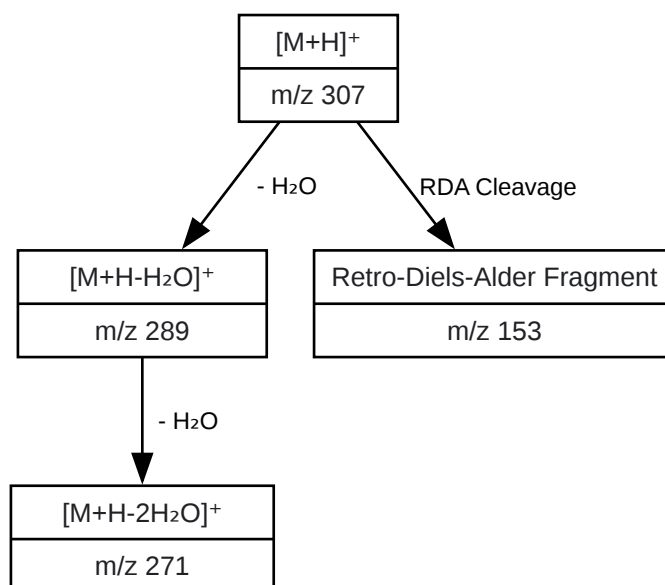 [M+H]⁺
m/z 307
- H₂O
RDA Cleavage
[M+H-H₂O]⁺
m/z 289
Retro-Diels-Alder Fragment
m/z 153
- H₂O
[M+H-2H₂O]⁺
m/z 271